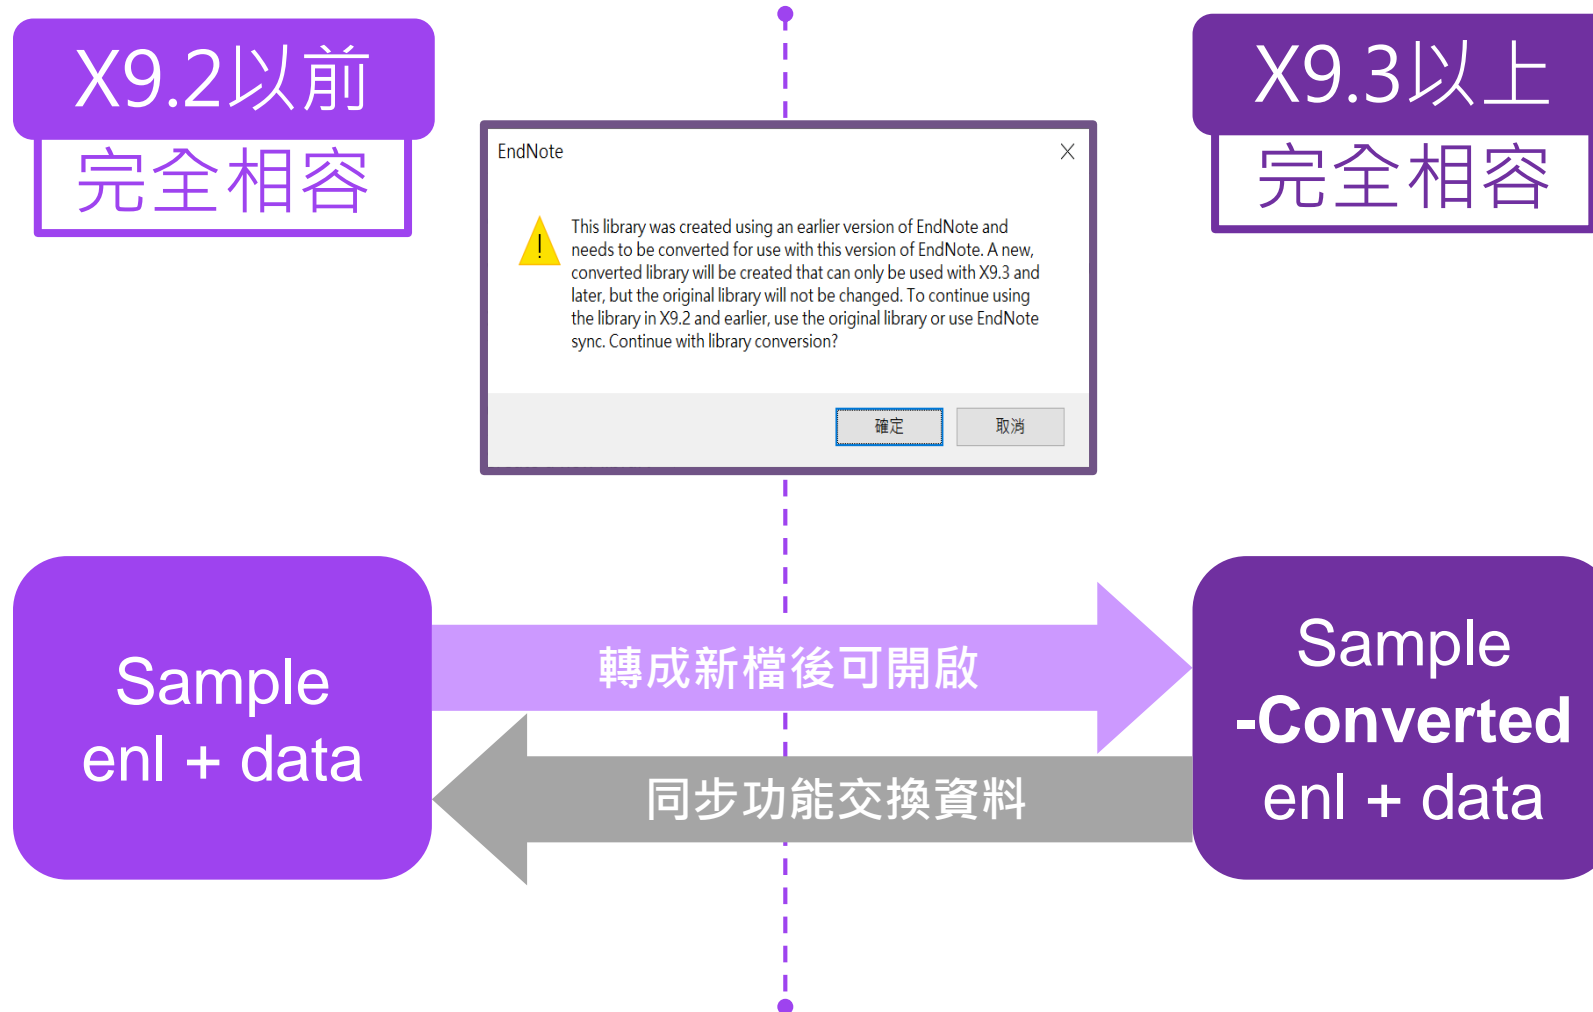 X9.2以前
完全相容
X9.3以上
完全相容
EndNote
This library was created using an earlier version of EndNote and
needs to be converted for use with this version of EndNote. A new,
converted library will be created that can only be used with X9.3 and
later, but the original library will not be changed. To continue using
the library in X9.2 and earlier, use the original library or use EndNote
sync. Continue with library conversion?
確定
取消
Sample
enl + data
轉成新檔後可開啟
同步功能交換資料
Sample
-Converted
enl + data